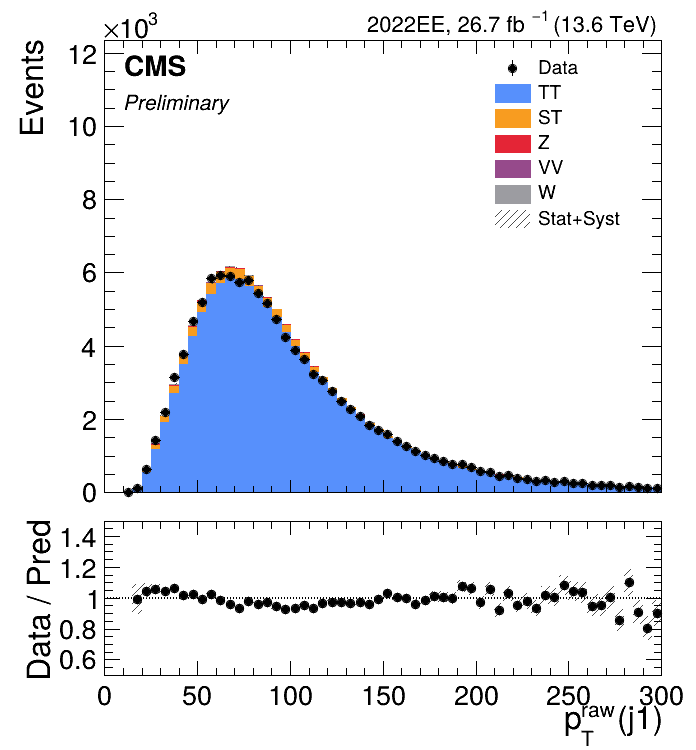 ×10³
2022EE, 26.7 fb⁻¹ (13.6 TeV)
CMS
Preliminary
Data
TT
ST
Z
VV
W
Stat+Syst
Events
12
10
8
6
4
2
0
Data / Pred
1.4
1.2
1
0.8
0.6
0 50 100 150 200 250 300
p_T^raw(j1)